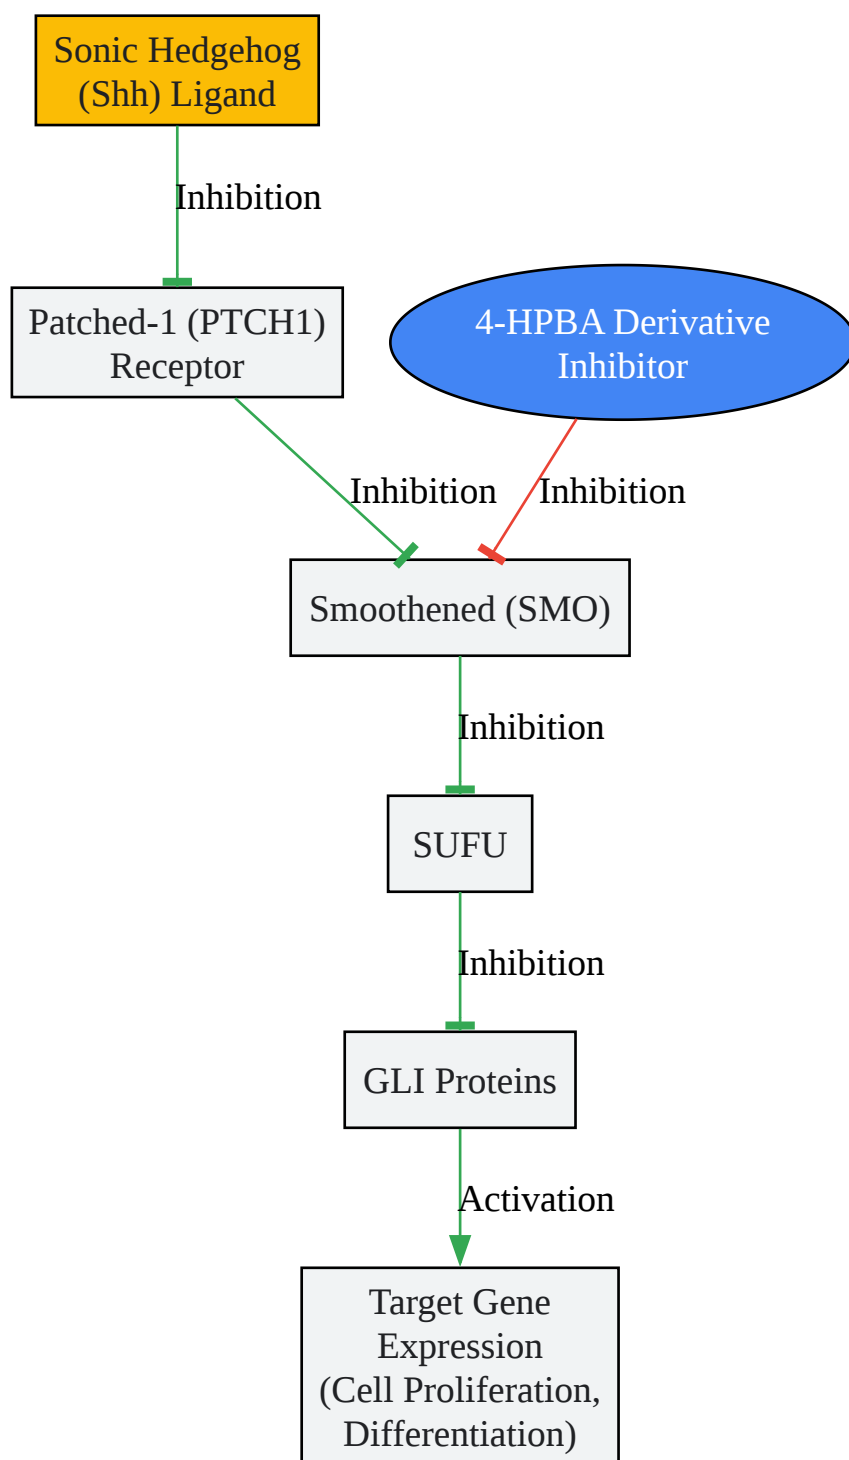 Sonic Hedgehog
(Shh) Ligand
Inhibition
Patched-1 (PTCH1)
Receptor
4-HPBA Derivative
Inhibitor
Inhibition
Inhibition
Smoothened (SMO)
Inhibition
SUFU
Inhibition
GLI Proteins
Activation
Target Gene
Expression
(Cell Proliferation,
Differentiation)